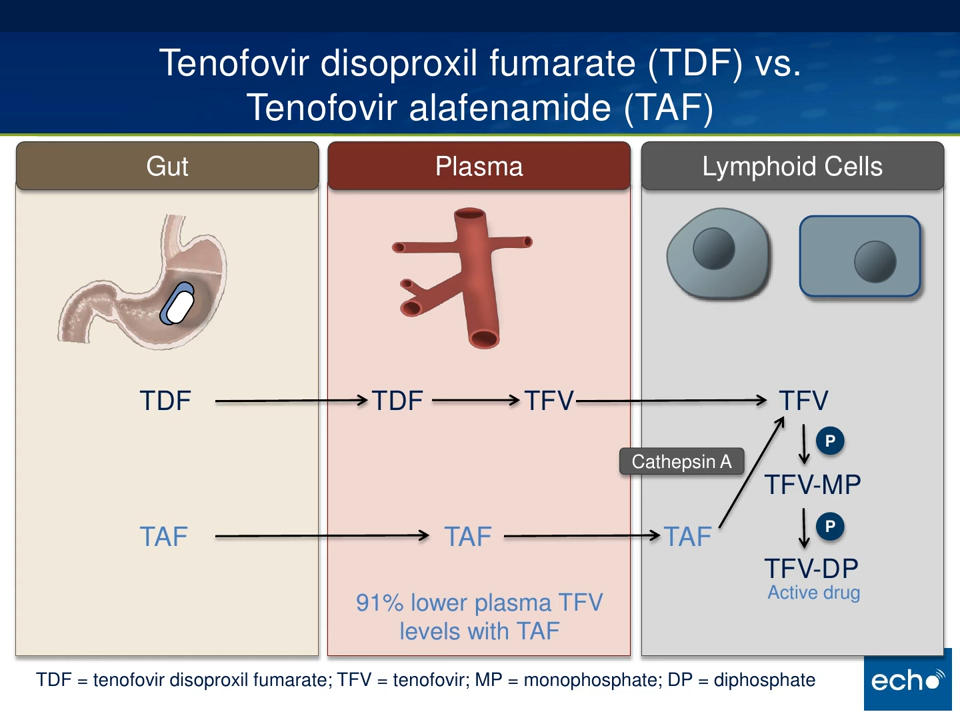 Tenofovir disoproxil fumarate (TDF) vs.
Tenofovir alafenamide (TAF)
Gut
Plasma
Lymphoid Cells
TDF
TDF
TFV
TFV
P
Cathepsin A
TFV-MP
P
TAF
TAF
TAF
TFV-DP
Active drug
91% lower plasma TFV
levels with TAF
TDF = tenofovir disoproxil fumarate; TFV = tenofovir; MP = monophosphate; DP = diphosphate
echo